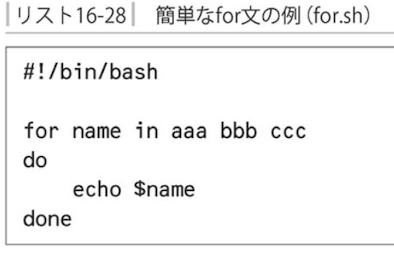 リスト16-28 簡単なfor文の例(for.sh)
#!/bin/bash
for name in aaa bbb ccc
do
    echo $name
done